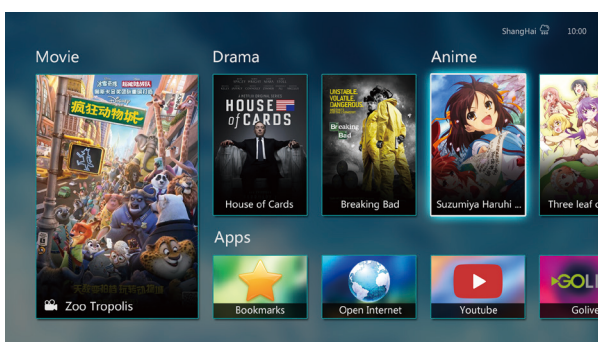 ShangHai 10:00
Movie
Drama
Anime
Disney
疯狂动物城
HOUSE
of CARDS
UNSTABLE.
VOLATILE.
DANGEROUS.
Breaking
Bad
House of Cards
Breaking Bad
Suzumiya Haruhi ...
Three leaf c
Zoo Tropolis
Apps
GOLI
Bookmarks
Open Internet
Youtube
Golive